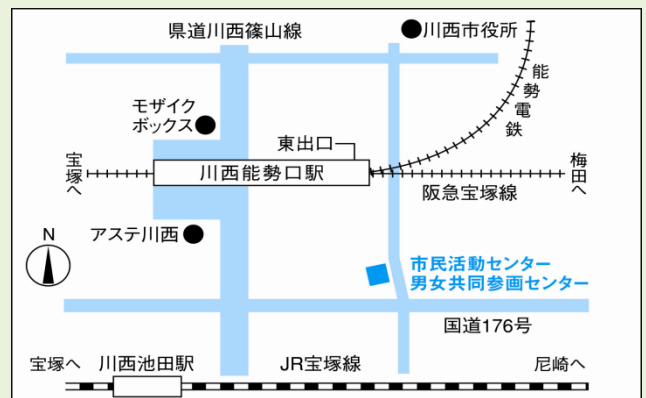 県道川西篠山線
川西市役所
能勢電鉄
モザイク
ボックス
東出口
宝塚へ
川西能勢口駅
梅田へ
阪急宝塚線
アステ川西
N
市民活動センター
男女共同参画センター
国道176号
宝塚へ
川西池田駅
JR宝塚線
尼崎へ